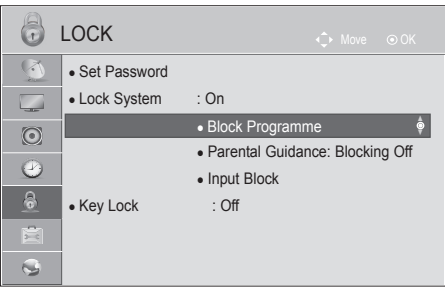 LOCK
Move OK
• Set Password
• Lock System : On
• Block Programme
• Parental Guidance: Blocking Off
• Input Block
• Key Lock : Off